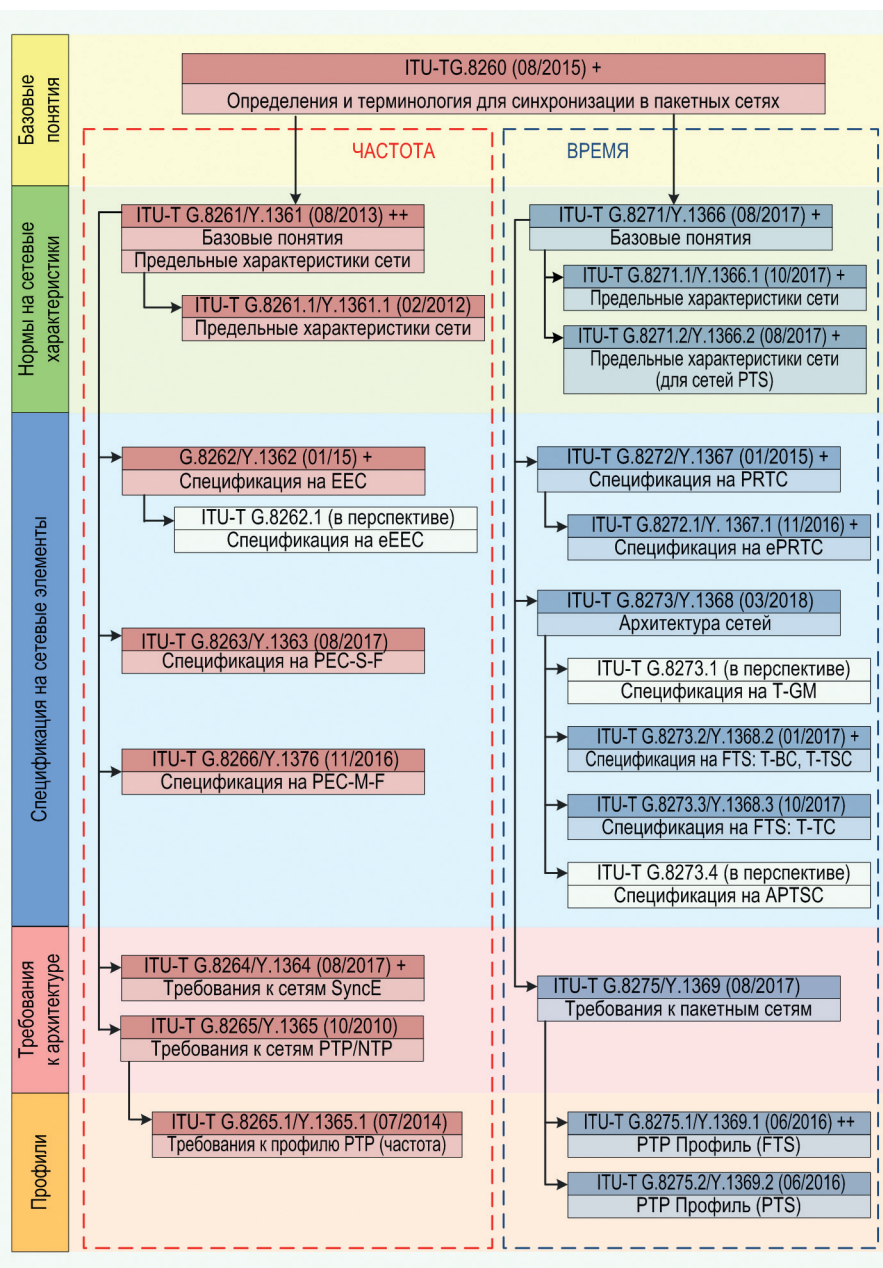 Базовые
понятия
ITU-TG.8260 (08/2015) +
Определения и терминология для синхронизации в пакетных сетях
ЧАСТОТА
ВРЕМЯ
Нормы на сетевые
характеристики
ITU-T G.8261/Y.1361 (08/2013) ++
Базовые понятия
Предельные характеристики сети
ITU-T G.8261.1/Y.1361.1 (02/2012)
Предельные характеристики сети
ITU-T G.8271/Y.1366 (08/2017) +
Базовые понятия
ITU-T G.8271.1/Y.1366.1 (10/2017) +
Предельные характеристики сети
ITU-T G.8271.2/Y.1366.2 (08/2017) +
Предельные характеристики сети
(для сетей PTS)
Спецификация на сетевые элементы
G.8262/Y.1362 (01/15) +
Спецификация на EEC
ITU-T G.8262.1 (в перспективе)
Спецификация на eEEC
ITU-T G.8263/Y.1363 (08/2017)
Спецификация на PEC-S-F
ITU-T G.8266/Y.1376 (11/2016)
Спецификация на PEC-M-F
ITU-T G.8272/Y.1367 (01/2015) +
Спецификация на PRTC
ITU-T G.8272.1/Y. 1367.1 (11/2016) +
Спецификация на ePRTC
ITU-T G.8273/Y.1368 (03/2018)
Архитектура сетей
ITU-T G.8273.1 (в перспективе)
Спецификация на T-GM
ITU-T G.8273.2/Y.1368.2 (01/2017) +
Спецификация на FTS: T-BC, T-TSC
ITU-T G.8273.3/Y.1368.3 (10/2017)
Спецификация на FTS: T-TC
ITU-T G.8273.4 (в перспективе)
Спецификация на APTSC
Требования
к архитектуре
ITU-T G.8264/Y.1364 (08/2017) +
Требования к сетям SyncE
ITU-T G.8265/Y.1365 (10/2010)
Требования к сетям PTP/NTP
ITU-T G.8275/Y.1369 (08/2017)
Требования к пакетным сетям
Профили
ITU-T G.8265.1/Y.1365.1 (07/2014)
Требования к профилю PTP (частота)
ITU-T G.8275.1/Y.1369.1 (06/2016) ++
PTP Профиль (FTS)
ITU-T G.8275.2/Y.1369.2 (06/2016)
PTP Профиль (PTS)